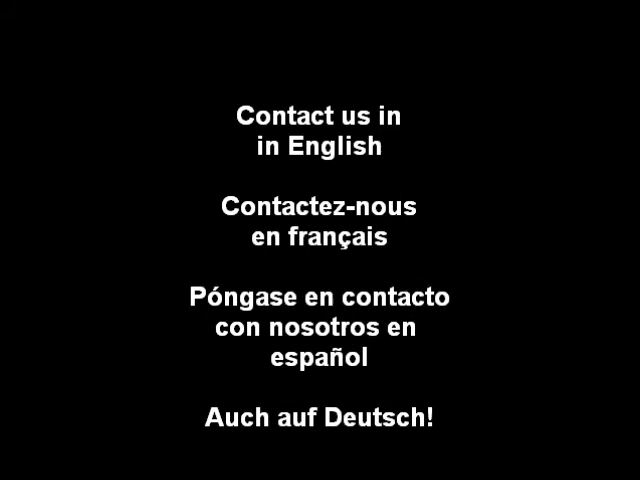 Contact us in
in English
Contactez-nous
en français
Póngase en contacto
con nosotros en
español
Auch auf Deutsch!